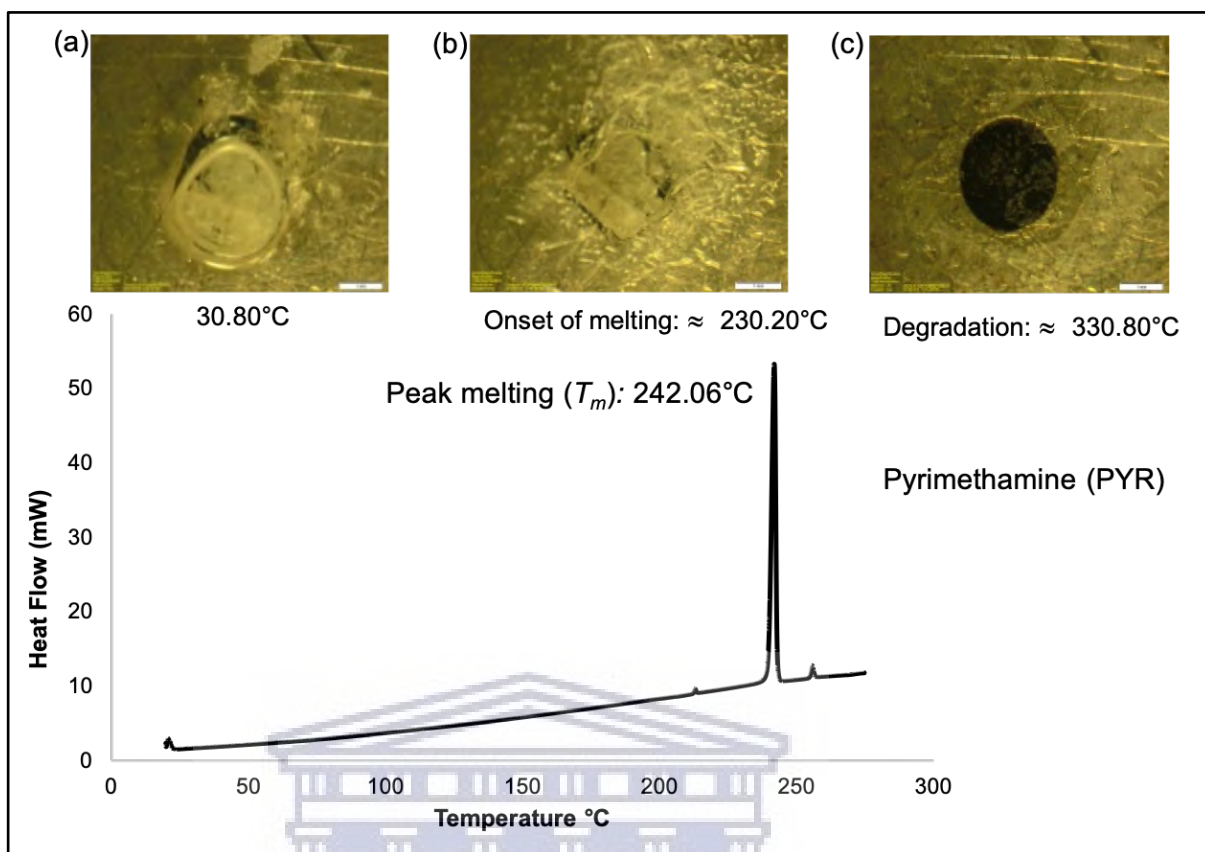 (a)
(b)
(c)
30.80°C
Onset of melting: ≈ 230.20°C
Degradation: ≈ 330.80°C
Peak melting (Tm): 242.06°C
Pyrimethamine (PYR)
Heat Flow (mW)
60
50
40
30
20
10
0
0 50 100 150 200 250 300
Temperature °C